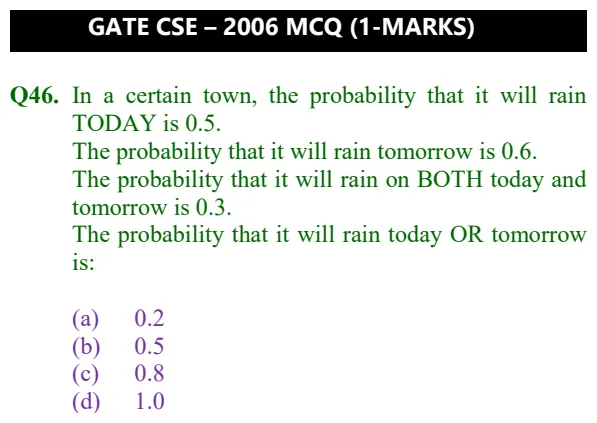 GATE CSE – 2006 MCQ (1-MARKS)
Q46. In a certain town, the probability that it will rain
TODAY is 0.5.
The probability that it will rain tomorrow is 0.6.
The probability that it will rain on BOTH today and
tomorrow is 0.3.
The probability that it will rain today OR tomorrow
is:
(a) 0.2
(b) 0.5
(c) 0.8
(d) 1.0